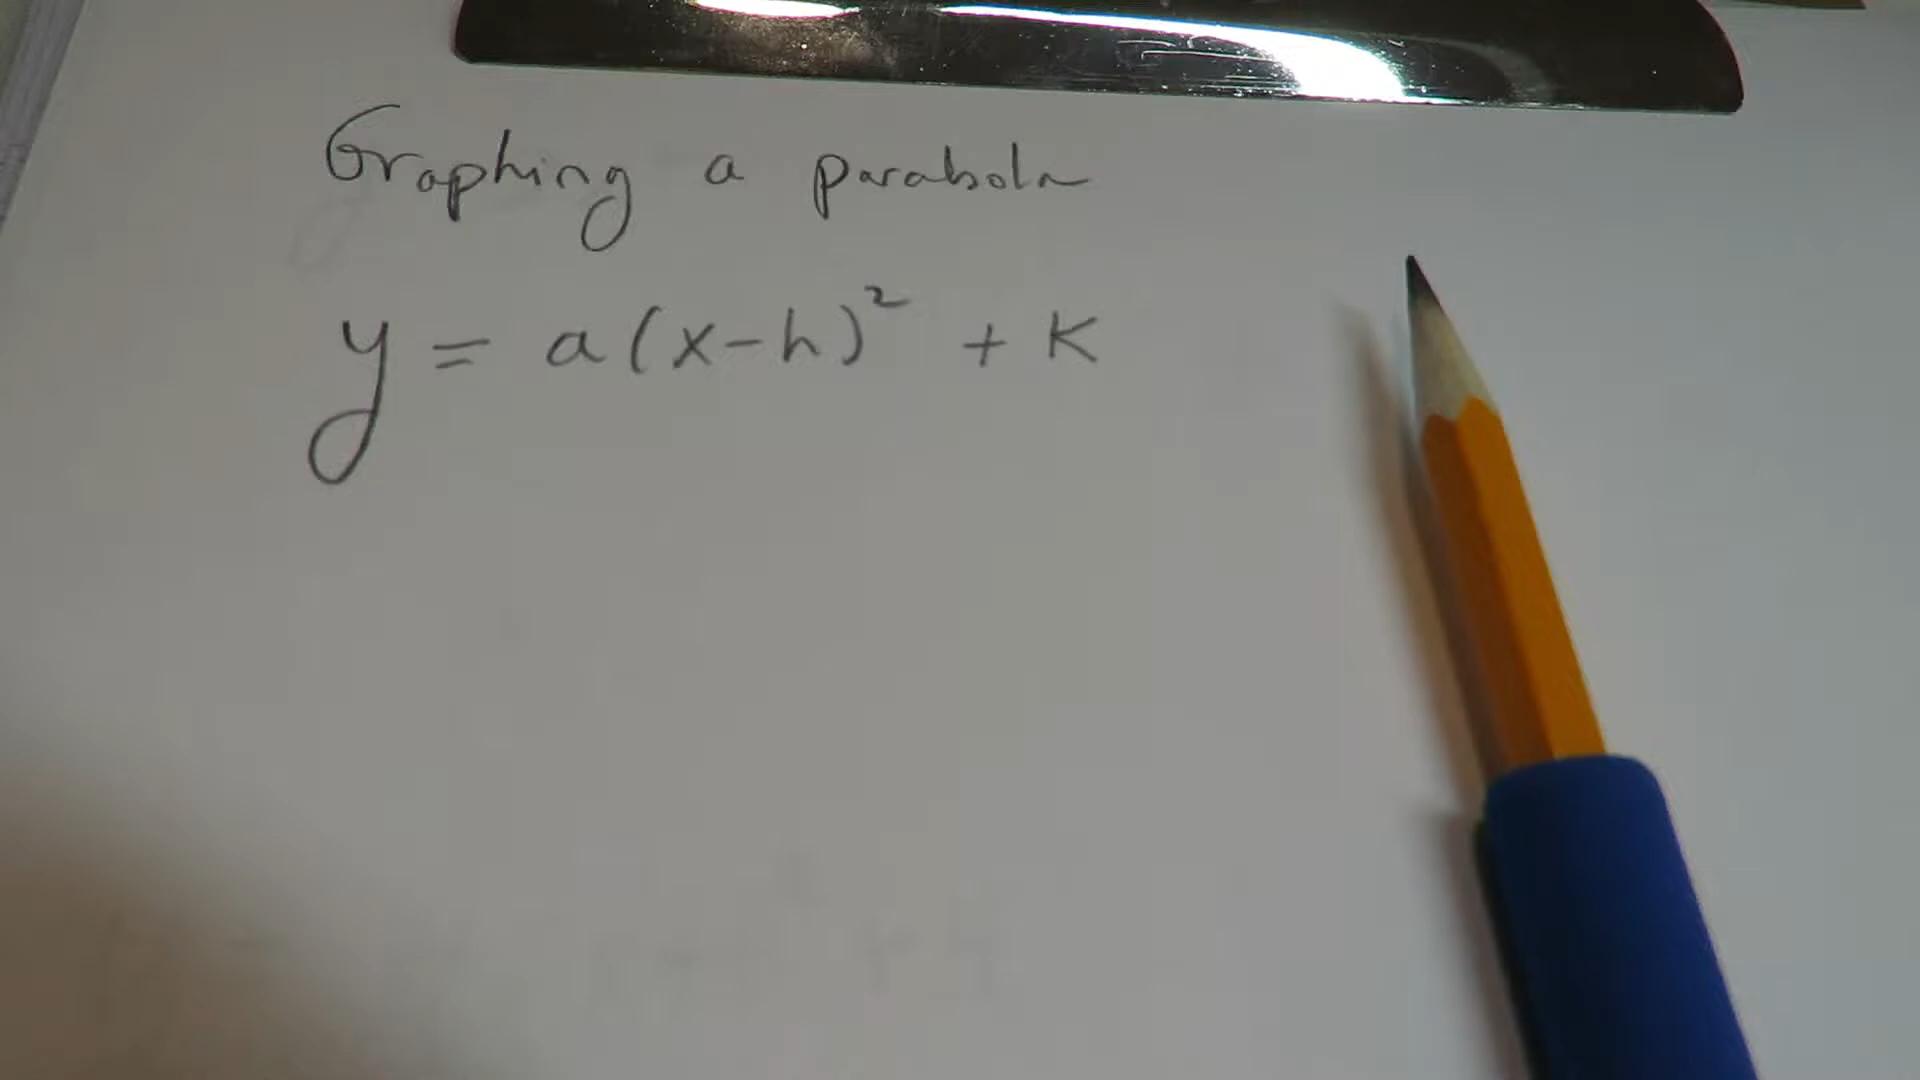 Graphing a parabola
y = a(x-h)² + k